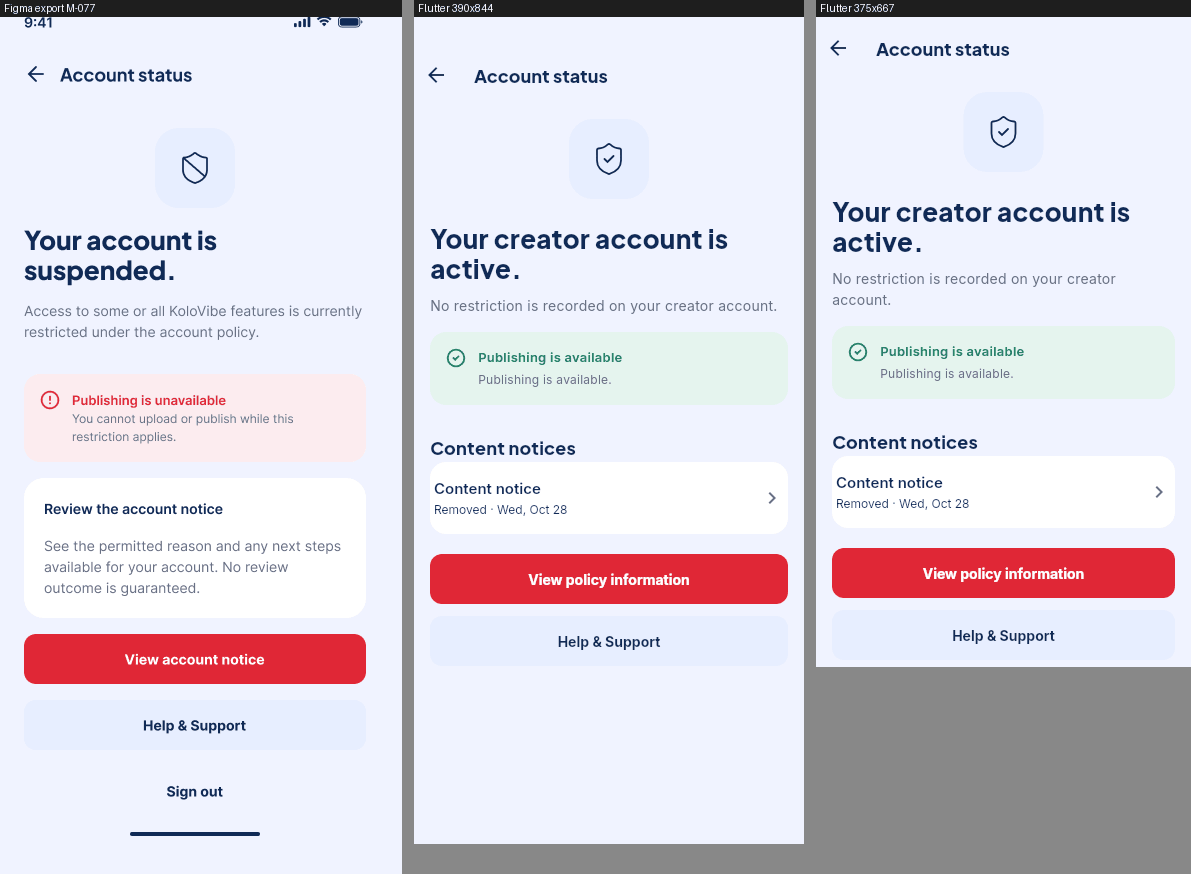 Figma export M-077
9:41
Account status
Your account is
suspended.
Access to some or all KoloVibe features is currently
restricted under the account policy.
Publishing is unavailable
You cannot upload or publish while this
restriction applies.
Review the account notice
See the permitted reason and any next steps
available for your account. No review
outcome is guaranteed.
View account notice
Help & Support
Sign out
Flutter 390x844
Account status
Your creator account is
active.
No restriction is recorded on your creator account.
Publishing is available
Publishing is available.
Content notices
Content notice
Removed · Wed, Oct 28
View policy information
Help & Support
Flutter 375x667
Account status
Your creator account is
active.
No restriction is recorded on your creator
account.
Publishing is available
Publishing is available.
Content notices
Content notice
Removed · Wed, Oct 28
View policy information
Help & Support